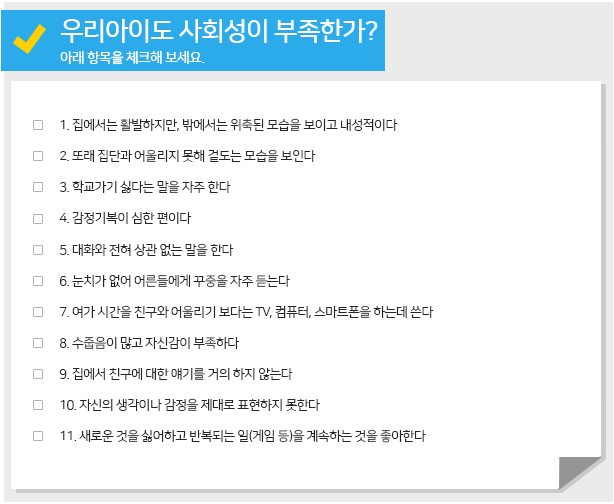 우리아이도 사회성이 부족한가?
아래 항목을 체크해 보세요.
1. 집에서는 활발하지만, 밖에서는 위축된 모습을 보이고 내성적이다
2. 또래 집단과 어울리지 못해 겉도는 모습을 보인다
3. 학교가기 싫다는 말을 자주 한다
4. 감정기복이 심한 편이다
5. 대화와 전혀 상관 없는 말을 한다
6. 눈치가 없어 어른들에게 꾸중을 자주 듣는다
7. 여가 시간을 친구와 어울리기 보다는 TV, 컴퓨터, 스마트폰을 하는데 쓴다
8. 수줍음이 많고 자신감이 부족하다
9. 집에서 친구에 대한 얘기를 거의 하지 않는다
10. 자신의 생각이나 감정을 제대로 표현하지 못한다
11. 새로운 것을 싫어하고 반복되는 일(게임 등)을 계속하는 것을 좋아한다